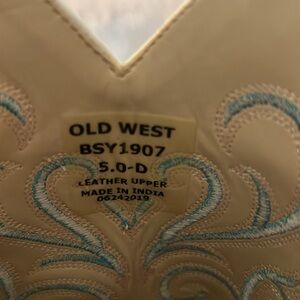 OLD WEST
BSY1907
5.0-D
LEATHER UPPER
MADE IN INDIA
06242019